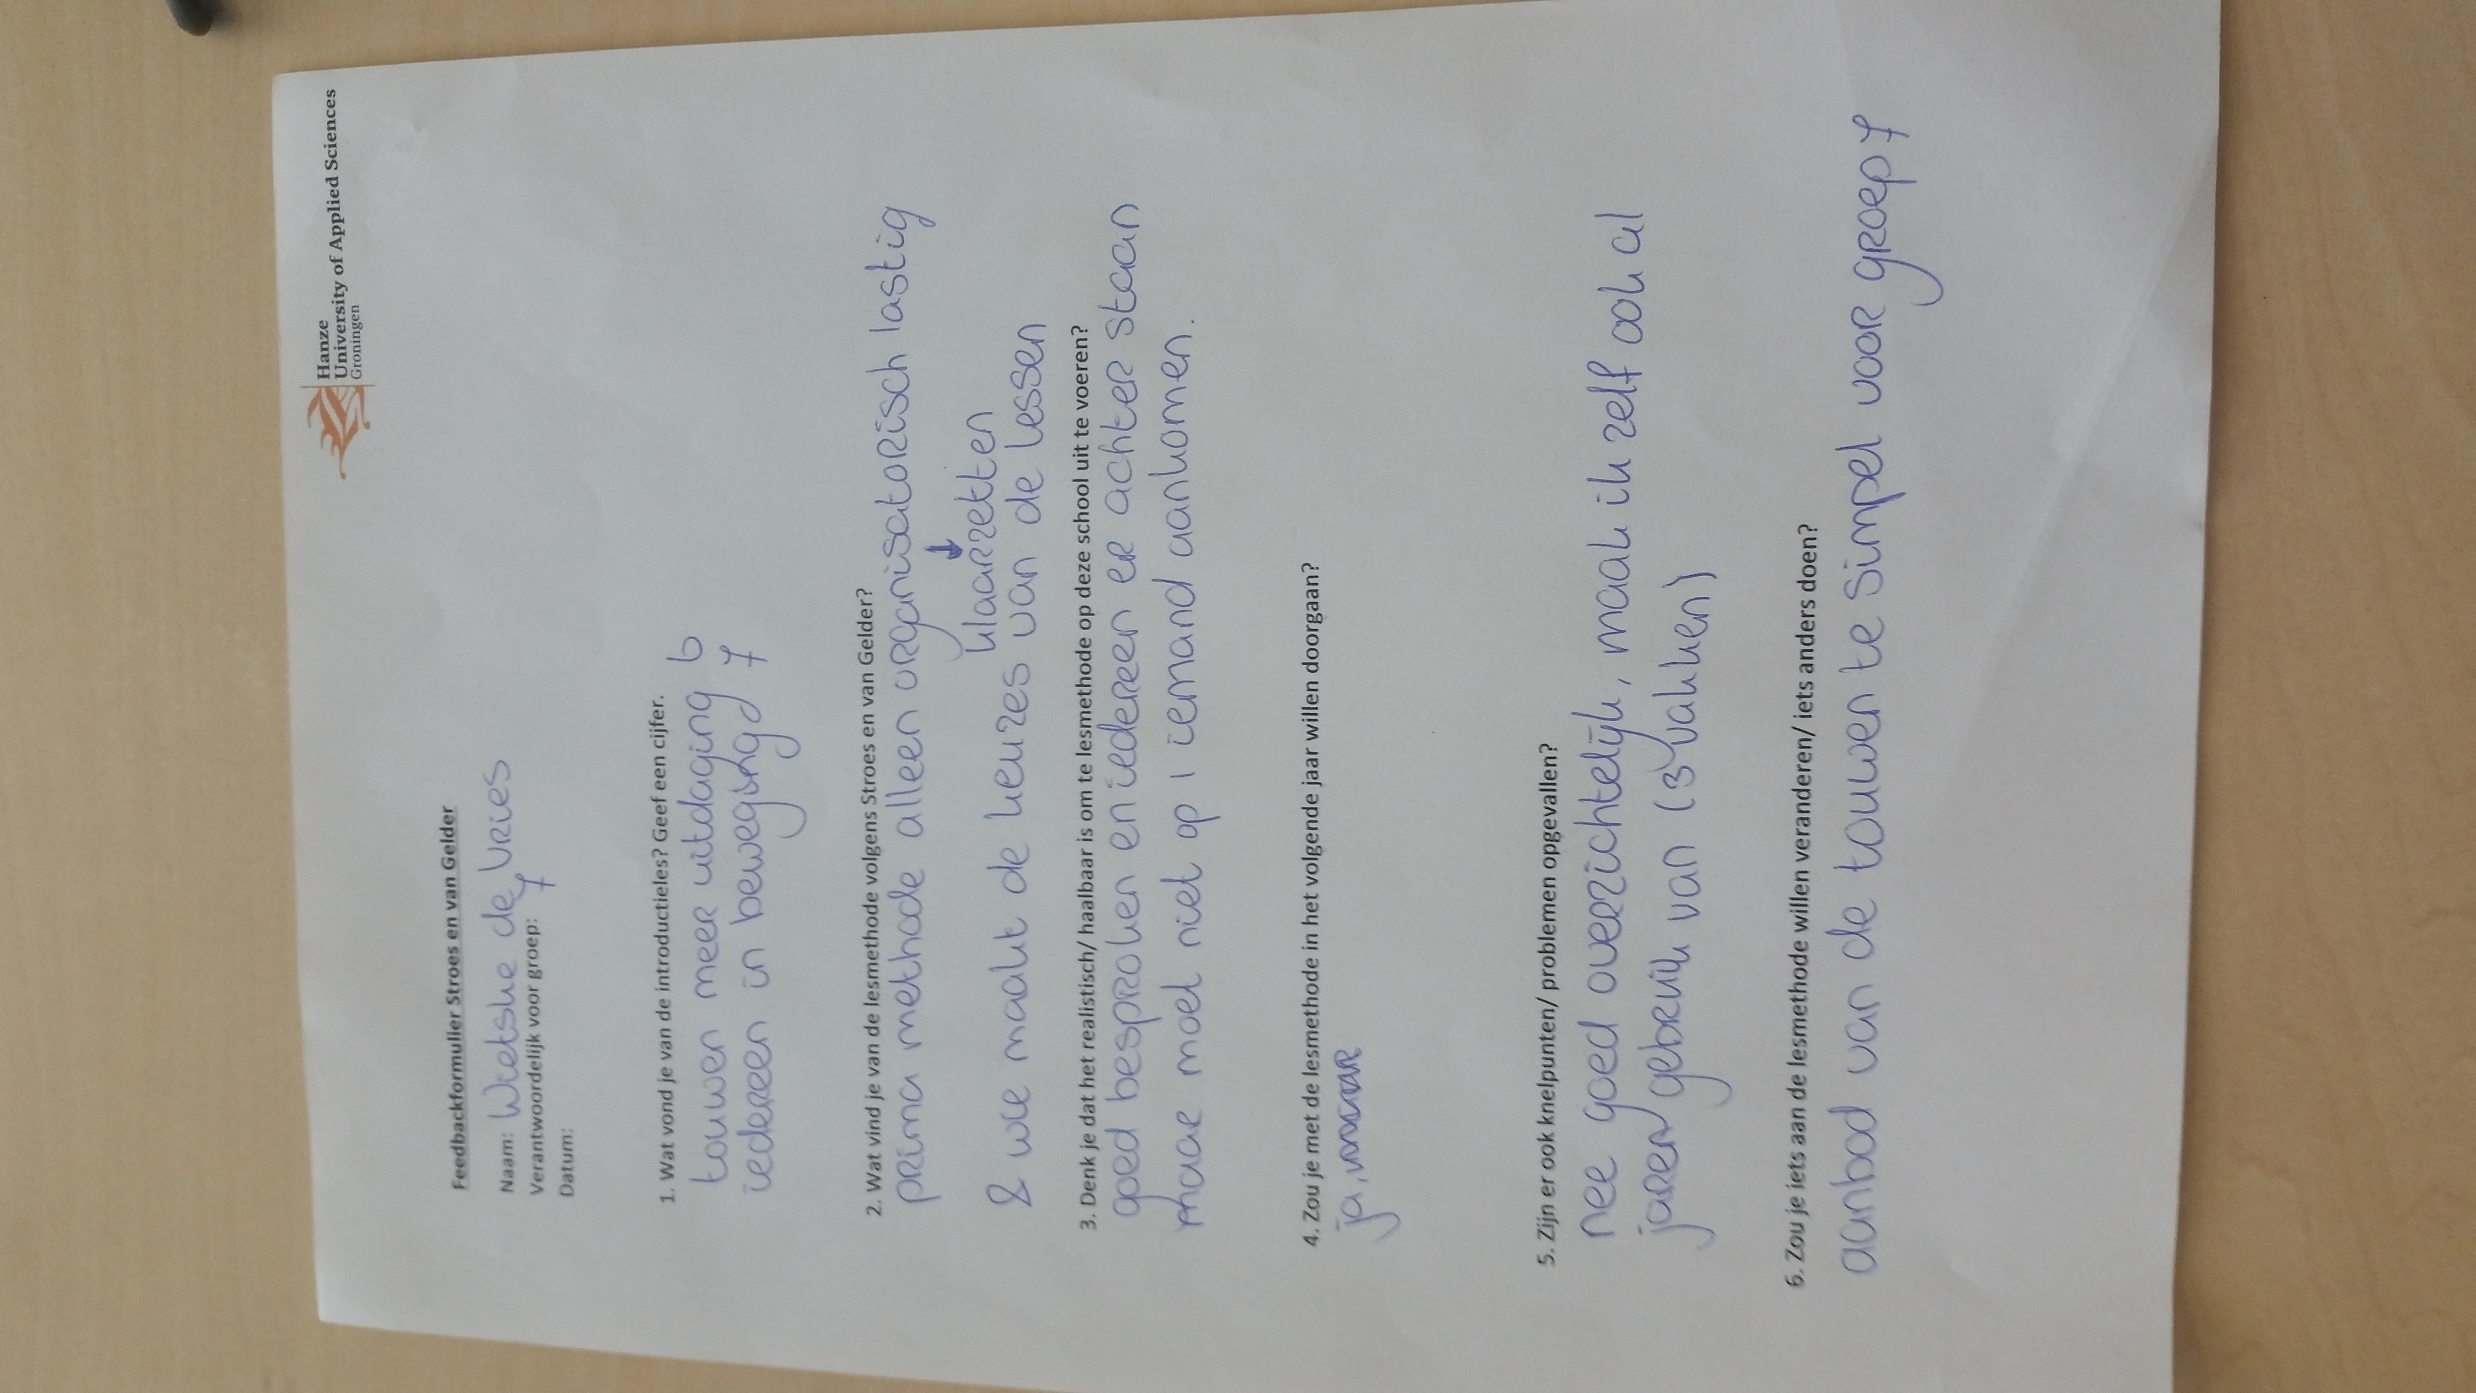 Hanze
University of Applied Sciences
Groningen
Feedbackformulier Stroes en van Gelder
Naam: Wietske de Vries
Verantwoordelijk voor groep: 7
Datum:
1. Wat vond je van de introductieles? Geef een cijfer.
touwen meer uitdaging 6
iedereen in beweging 7
2. Wat vind je van de lesmethode volgens Stroes en van Gelder?
prima methode alleen organisatorisch lastig
↓
klaarzetten
& wie maakt de keuzes van de lessen
3. Denk je dat het realistisch/ haalbaar is om te lesmethode op deze school uit te voeren?
goed besproken en iedereen er achter staan
maar moet niet op 1 iemand aankomen.
4. Zou je met de lesmethode in het volgende jaar willen doorgaan?
ja,
5. Zijn er ook knelpunten/ problemen opgevallen?
nee goed overzichtelijk, maak ik zelf ook al
jaren gebruik van (3 vakken)
6. Zou je iets aan de lesmethode willen veranderen/ iets anders doen?
aanbod van de touwen te simpel voor groep 7